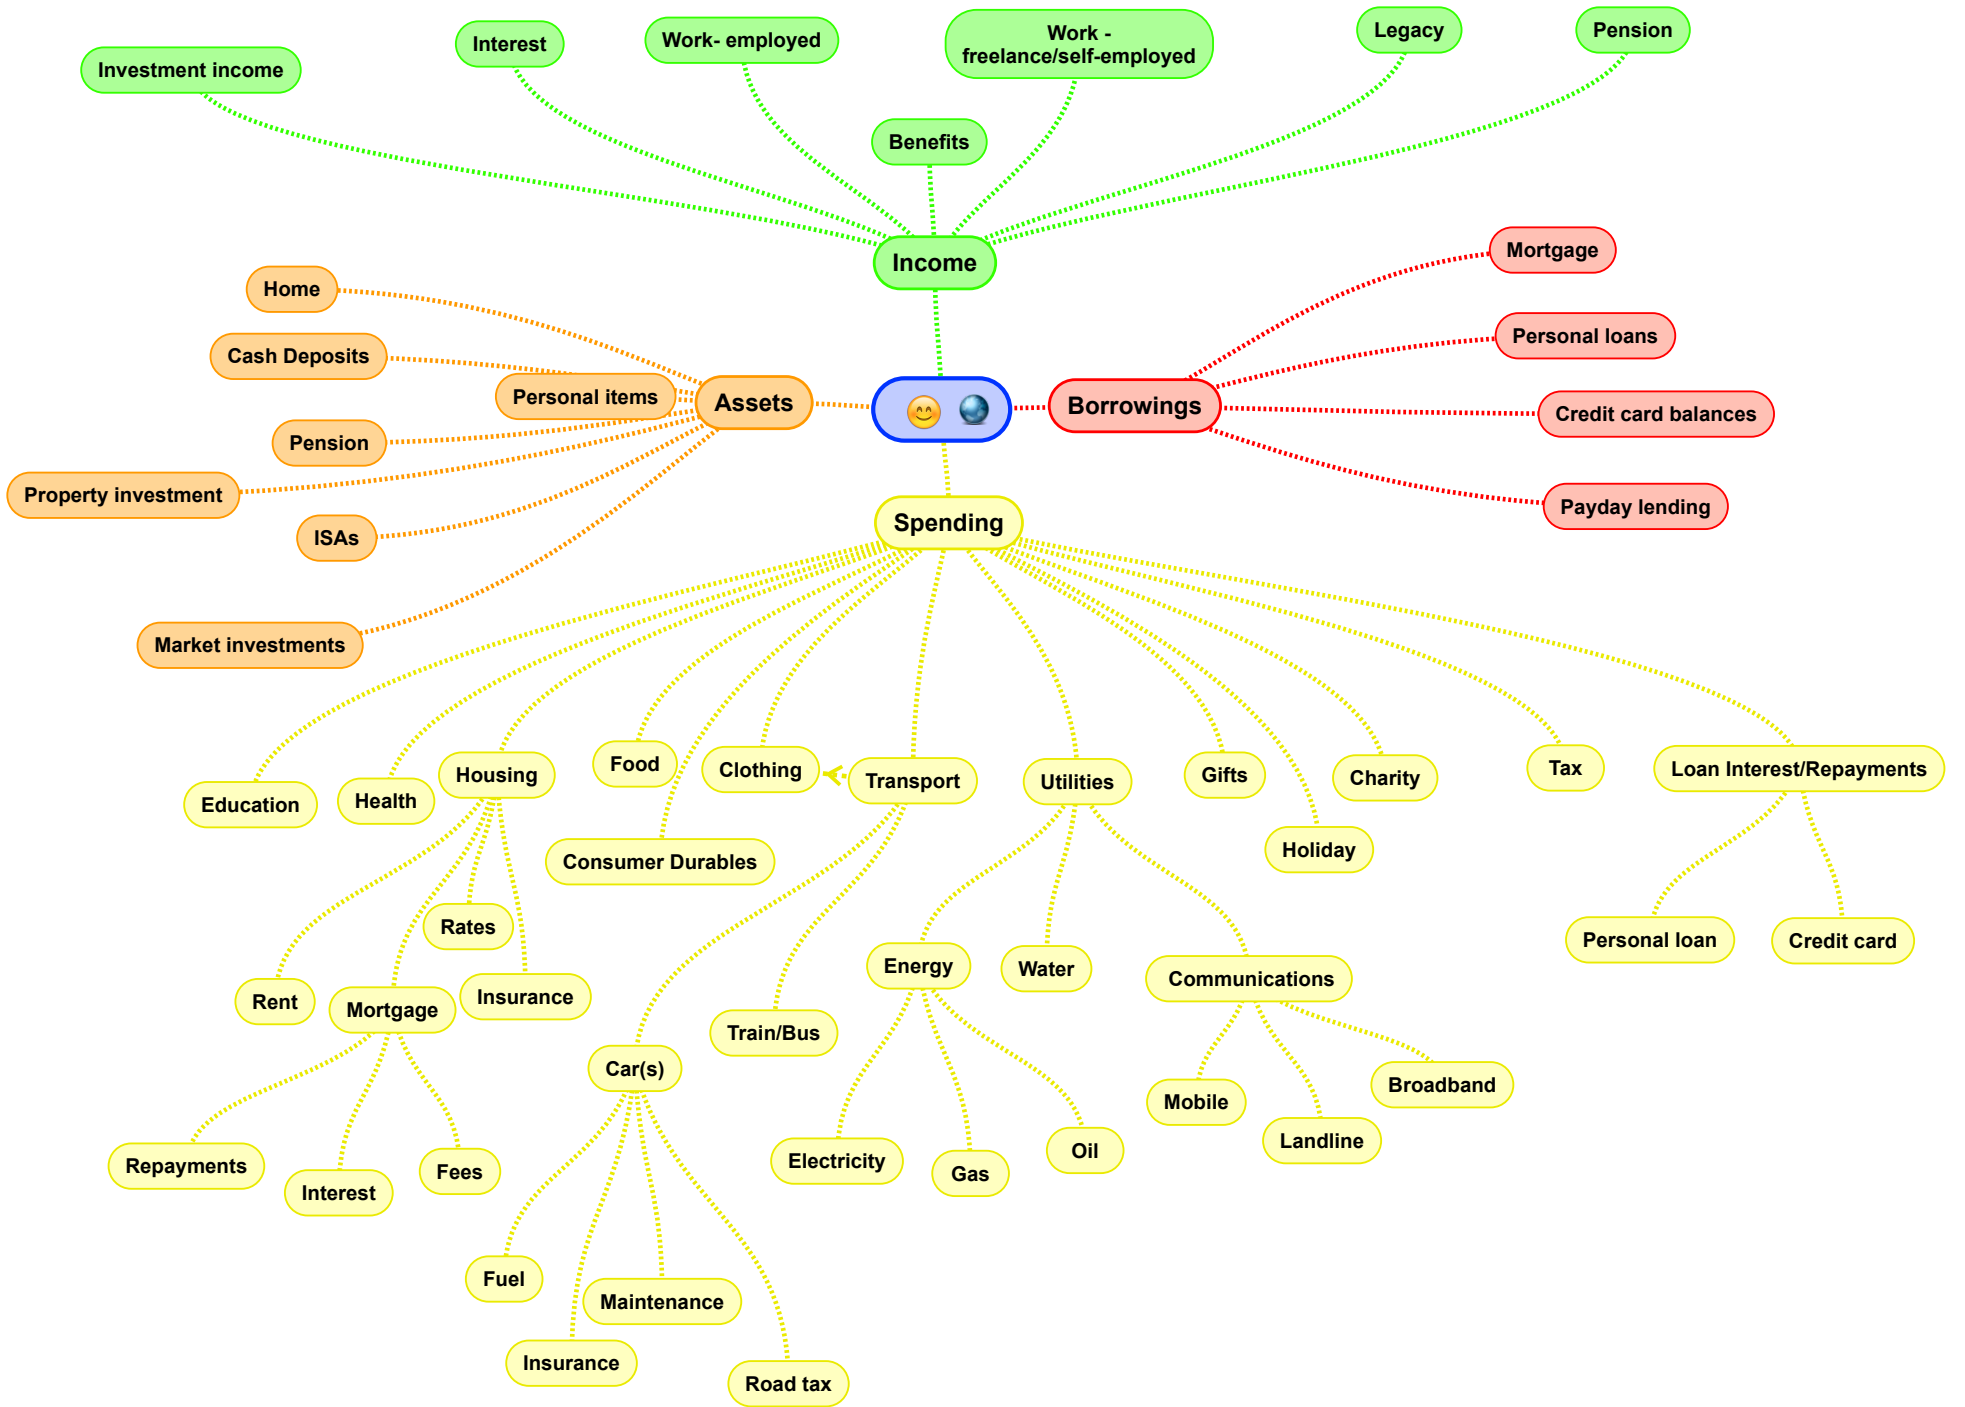 Investment income
Interest
Work- employed
Work -
freelance/self-employed
Legacy
Pension
Benefits
Income
Home
Cash Deposits
Personal items
Pension
Property investment
ISAs
Market investments
Assets
Borrowings
Mortgage
Personal loans
Credit card balances
Payday lending
Spending
Education
Health
Housing
Food
Clothing
Consumer Durables
Transport
Utilities
Gifts
Holiday
Charity
Tax
Loan Interest/Repayments
Rent
Mortgage
Rates
Insurance
Repayments
Interest
Fees
Car(s)
Train/Bus
Fuel
Insurance
Maintenance
Road tax
Energy
Water
Communications
Electricity
Gas
Oil
Mobile
Landline
Broadband
Personal loan
Credit card